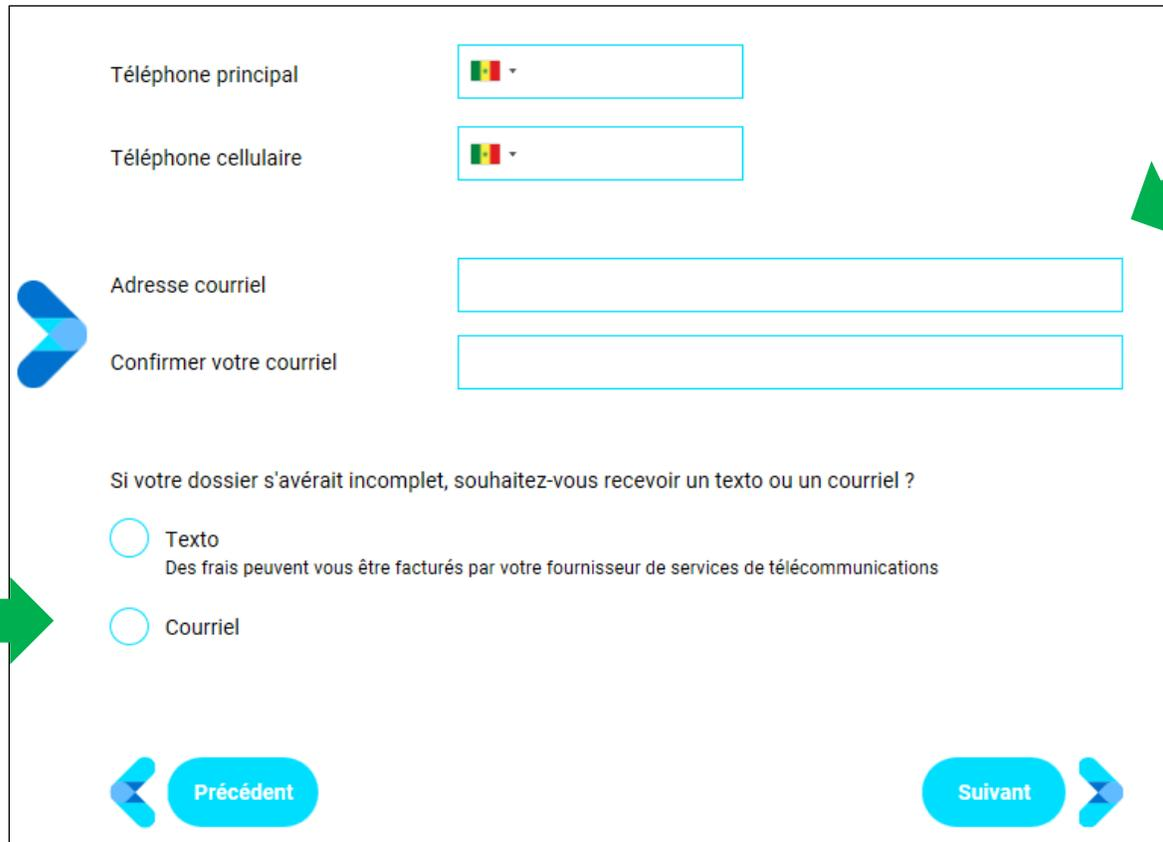 Téléphone principal
Téléphone cellulaire
Adresse courriel
Confirmer votre courriel
Si votre dossier s'avérait incomplet, souhaitez-vous recevoir un texto ou un courriel ?
Texto
Des frais peuvent vous être facturés par votre fournisseur de services de télécommunications
Courriel
Précédent
Suivant